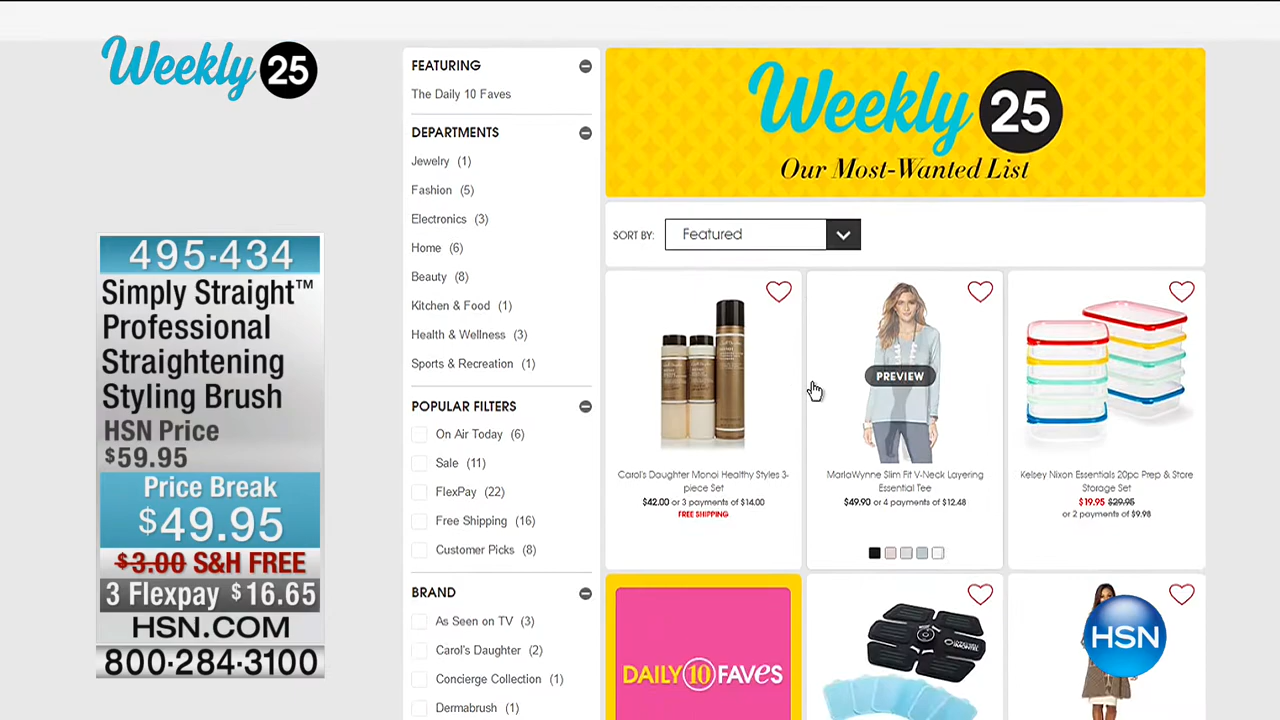 Weekly 25
495-434
Simply Straight™
Professional
Straightening
Styling Brush
HSN Price
$59.95
Price Break
$49.95
$3.00 S&H FREE
3 Flexpay $16.65
HSN.COM
800-284-3100
FEATURING
The Daily 10 Faves
DEPARTMENTS
Jewelry (1)
Fashion (5)
Electronics (3)
Home (6)
Beauty (8)
Kitchen & Food (1)
Health & Wellness (3)
Sports & Recreation (1)
POPULAR FILTERS
On Air Today (6)
Sale (11)
FlexPay (22)
Free Shipping (16)
Customer Picks (8)
BRAND
As Seen on TV (3)
Carol's Daughter (2)
Concierge Collection (1)
Dermabrush (1)
Weekly 25
Our Most-Wanted List
SORT BY: Featured
Carol's Daughter Monoi Healthy Styles 3-
piece Set
$42.00 or 3 payments of $14.00
FREE SHIPPING
PREVIEW
MarlaWynne Slim Fit V-Neck Layering
Essential Tee
$49.90 or 4 payments of $12.48
Kelsey Nixon Essentials 20pc Prep & Store
Storage Set
$19.95 $29.95
or 2 payments of $9.98
DAILY 10 FAVES
HSN